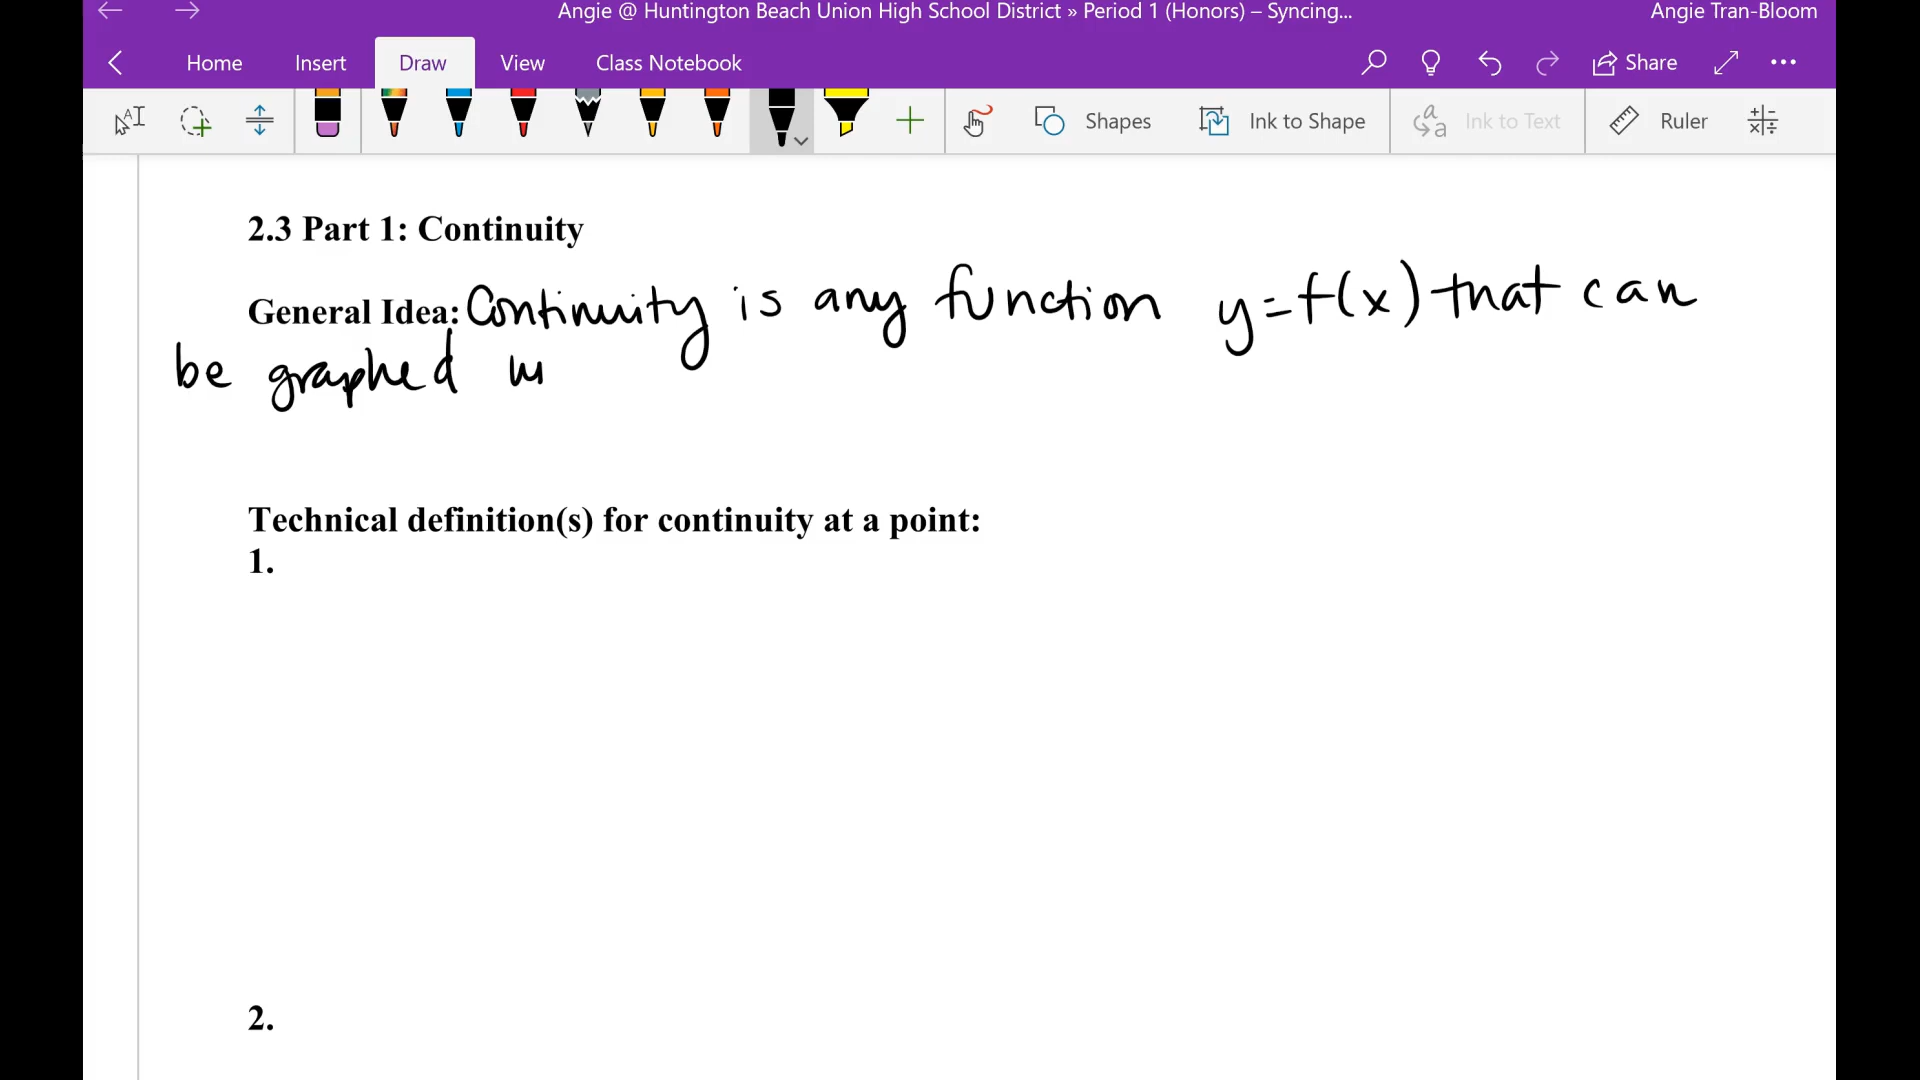 Angie @ Huntington Beach Union High School District » Period 1 (Honors) – Syncing... Angie Tran-Bloom
Home Insert Draw View Class Notebook Share
Shapes Ink to Shape Ink to Text Ruler
2.3 Part 1: Continuity
General Idea: Continuity is any function y=f(x) that can
be graphed
Technical definition(s) for continuity at a point:
1.
2.